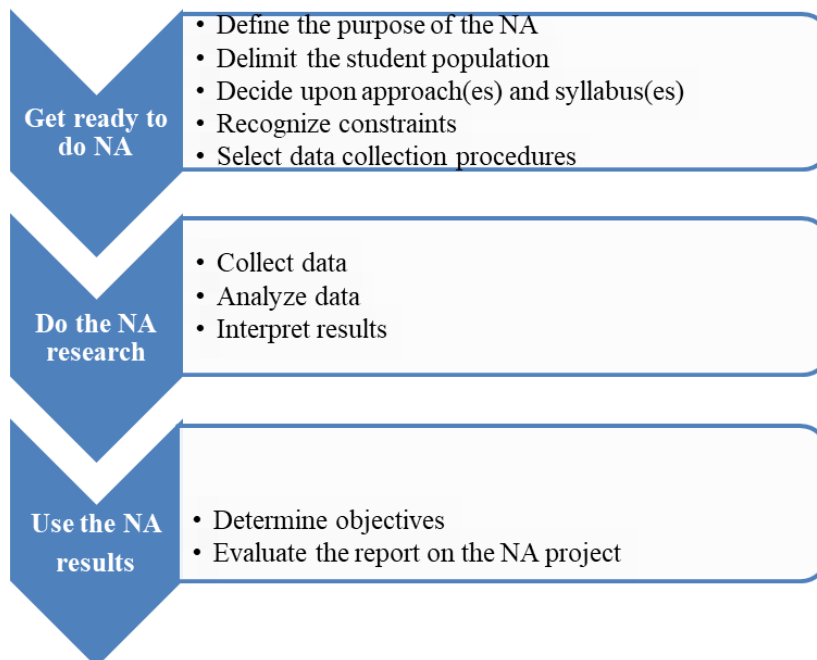 Get ready to
do NA
• Define the purpose of the NA
• Delimit the student population
• Decide upon approach(es) and syllabus(es)
• Recognize constraints
• Select data collection procedures
Do the NA
research
• Collect data
• Analyze data
• Interpret results
Use the NA
results
• Determine objectives
• Evaluate the report on the NA project